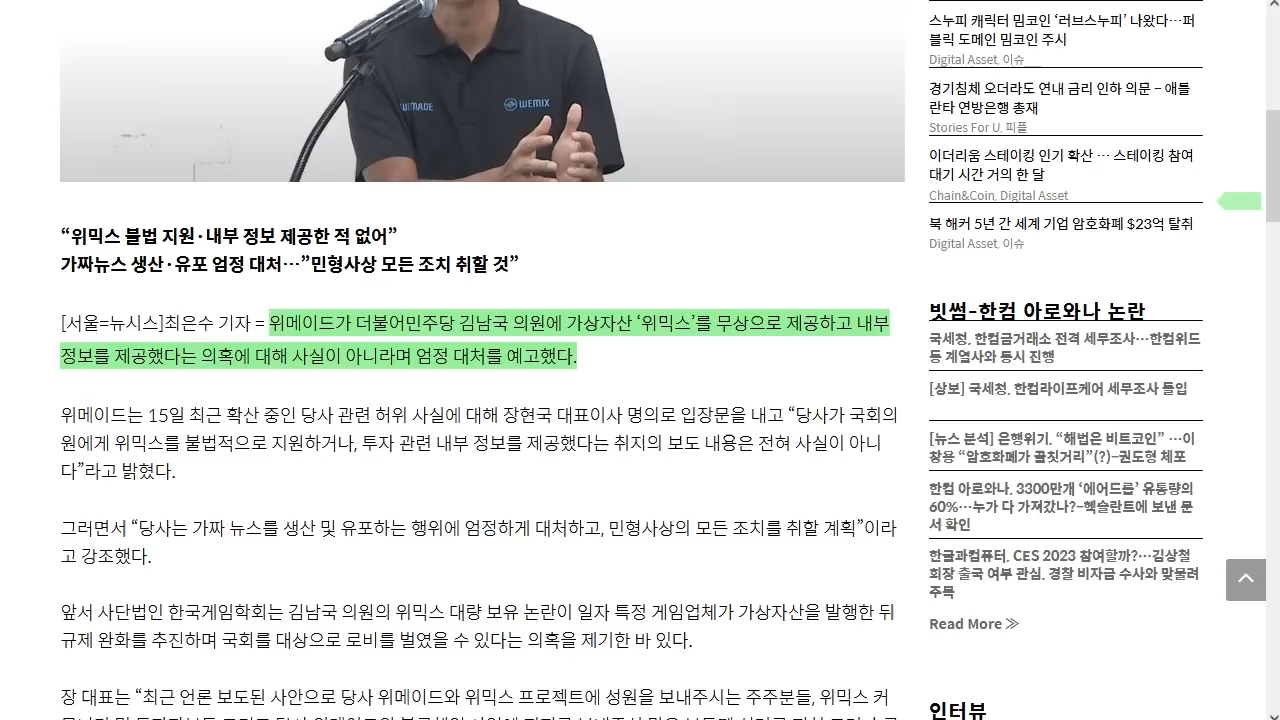 WEMADE
WEMIX
“위믹스 불법 지원·내부 정보 제공한 적 없어”
가짜뉴스 생산·유포 엄정 대처…”민형사상 모든 조치 취할 것”
[서울=뉴시스]최은수 기자 = 위메이드가 더불어민주당 김남국 의원에 가상자산 ‘위믹스’를 무상으로 제공하고 내부
정보를 제공했다는 의혹에 대해 사실이 아니라며 엄정 대처를 예고했다.
위메이드는 15일 최근 확산 중인 당사 관련 허위 사실에 대해 장현국 대표이사 명의로 입장문을 내고 “당사가 국회의
원에게 위믹스를 불법적으로 지원하거나, 투자 관련 내부 정보를 제공했다는 취지의 보도 내용은 전혀 사실이 아니
다”라고 밝혔다.
그러면서 “당사는 가짜 뉴스를 생산 및 유포하는 행위에 엄정하게 대처하고, 민형사상의 모든 조치를 취할 계획”이라
고 강조했다.
앞서 사단법인 한국게임학회는 김남국 의원의 위믹스 대량 보유 논란이 일자 특정 게임업체가 가상자산을 발행한 뒤
규제 완화를 추진하며 국회를 대상으로 로비를 벌였을 수 있다는 의혹을 제기한 바 있다.
장 대표는 “최근 언론 보도된 사안으로 당사 위메이드와 위믹스 프로젝트에 성원을 보내주시는 주주분들, 위믹스 커
스누피 캐릭터 밈코인 ‘러브스누피’ 나왔다…퍼
블릭 도메인 밈코인 주시
Digital Asset, 이슈
경기침체 오더라도 연내 금리 인하 의문 – 애틀
란타 연방은행 총재
Stories For U, 피플
이더리움 스테이킹 인기 확산 … 스테이킹 참여
대기 시간 거의 한 달
Chain&Coin, Digital Asset
북 해커 5년 간 세계 기업 암호화폐 $23억 탈취
Digital Asset, 이슈
빗썸-한컴 아로와나 논란
국세청, 한컴금거래소 전격 세무조사…한컴위드
등 계열사와 동시 진행
[상보] 국세청, 한컴라이프케어 세무조사 돌입
[뉴스 분석] 은행위기, “해법은 비트코인” …이
창용 “암호화폐가 골칫거리”(?)–권도형 체포
한컴 아로와나, 3300만개 ‘에어드롭’ 유통량의
60%…누가 다 가져갔나?–헥슬란트에 보낸 문
서 확인
한글과컴퓨터, CES 2023 참여할까?…김상철
회장 출국 여부 관심, 경찰 비자금 수사와 맞물려
주목
Read More ≫
인터뷰